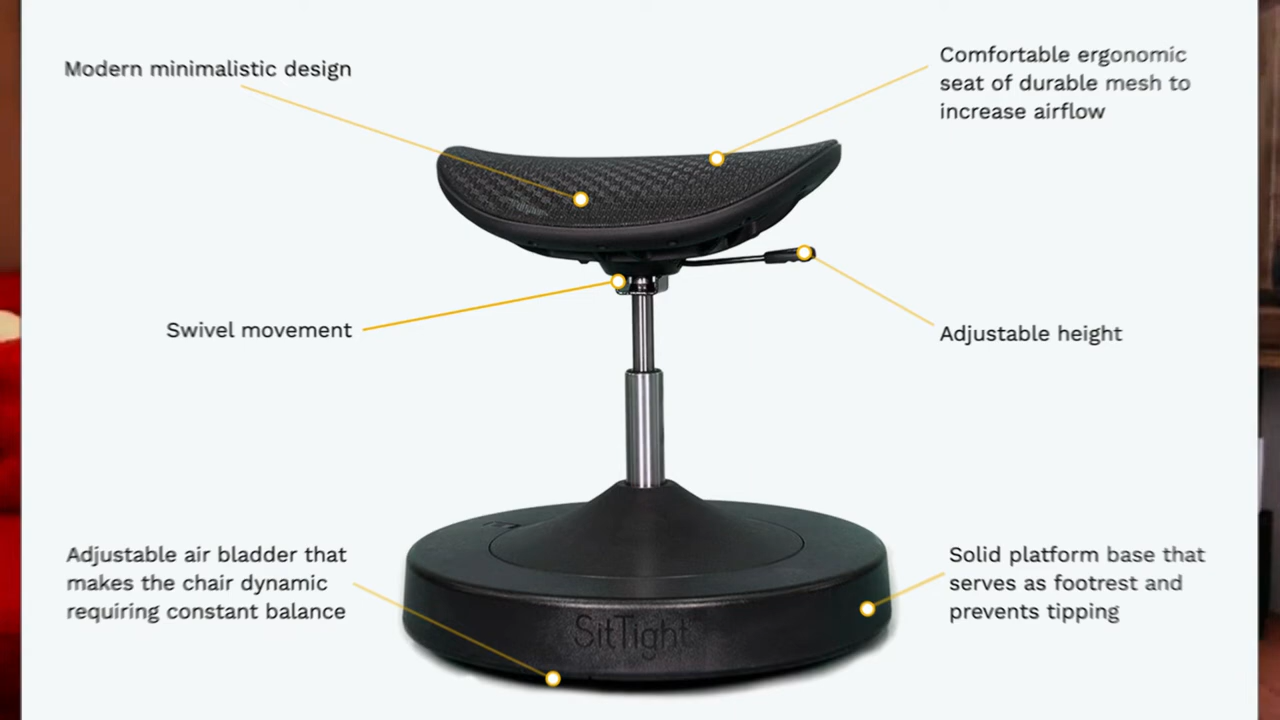 Modern minimalistic design
Comfortable ergonomic
seat of durable mesh to
increase airflow
Swivel movement
Adjustable height
Adjustable air bladder that
makes the chair dynamic
requiring constant balance
Solid platform base that
serves as footrest and
prevents tipping
SitTight